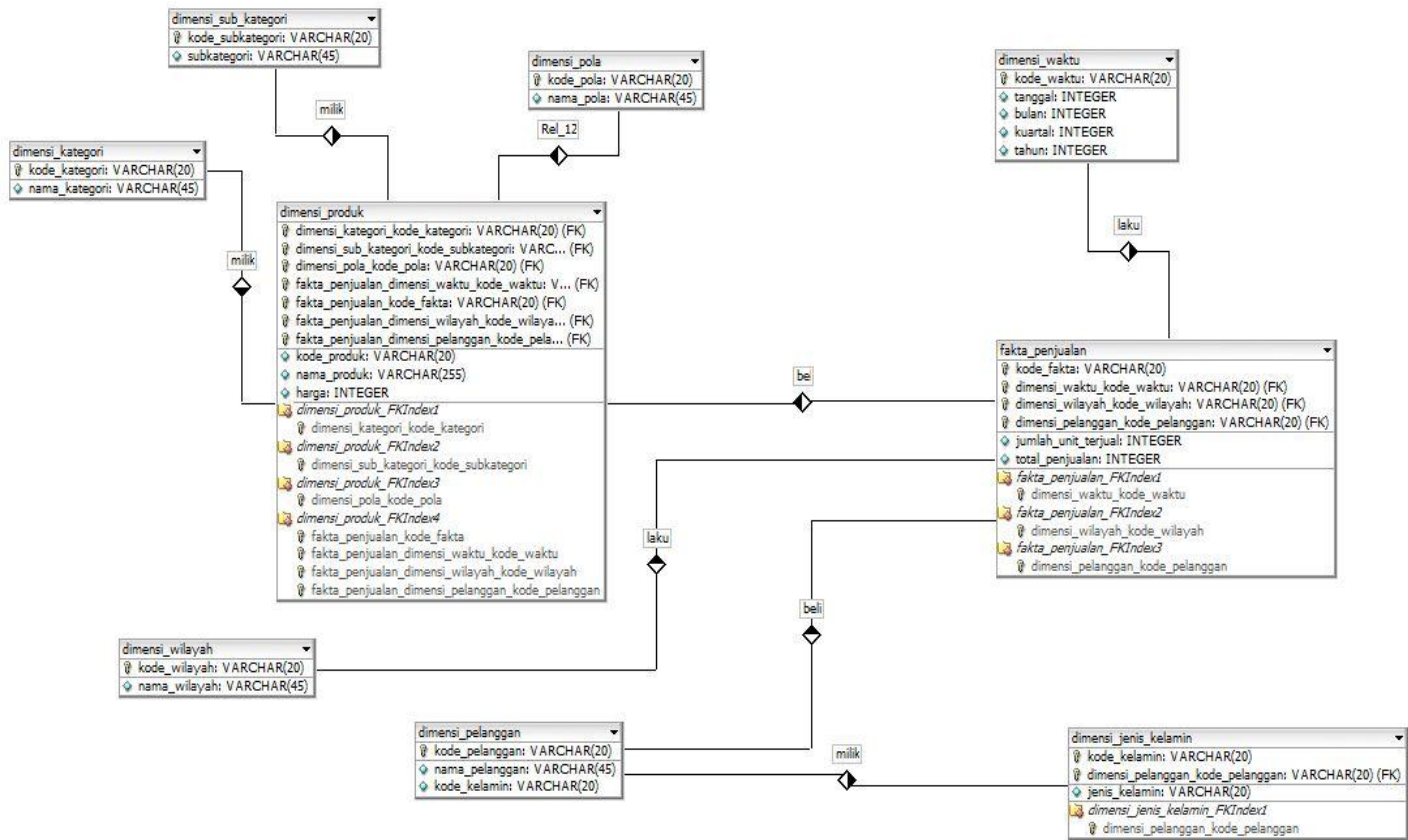 dimensi_sub_kategori
kode_subkategori: VARCHAR(20)
subkategori: VARCHAR(45)
milik
dimensi_pola
kode_pola: VARCHAR(20)
nama_pola: VARCHAR(45)
Rel_12
dimensi_waktu
kode_waktu: VARCHAR(20)
tanggal: INTEGER
bulan: INTEGER
kuartal: INTEGER
tahun: INTEGER
laku
dimensi_kategori
kode_kategori: VARCHAR(20)
nama_kategori: VARCHAR(45)
milik
dimensi_produk
dimensi_kategori_kode_kategori: VARCHAR(20) (FK)
dimensi_sub_kategori_kode_subkategori: VARC... (FK)
dimensi_pola_kode_pola: VARCHAR(20) (FK)
fakta_penjualan_dimensi_waktu_kode_waktu: V... (FK)
fakta_penjualan_kode_fakta: VARCHAR(20) (FK)
fakta_penjualan_dimensi_wilayah_kode_wilaya... (FK)
fakta_penjualan_dimensi_pelanggan_kode_pela... (FK)
kode_produk: VARCHAR(20)
nama_produk: VARCHAR(255)
harga: INTEGER
dimensi_produk_FKIndex1
dimensi_kategori_kode_kategori
dimensi_produk_FKIndex2
dimensi_sub_kategori_kode_subkategori
dimensi_produk_FKIndex3
dimensi_pola_kode_pola
dimensi_produk_FKIndex4
fakta_penjualan_kode_fakta
fakta_penjualan_dimensi_waktu_kode_waktu
fakta_penjualan_dimensi_wilayah_kode_wilayah
fakta_penjualan_dimensi_pelanggan_kode_pelanggan
bel
fakta_penjualan
kode_fakta: VARCHAR(20)
dimensi_waktu_kode_waktu: VARCHAR(20) (FK)
dimensi_wilayah_kode_wilayah: VARCHAR(20) (FK)
dimensi_pelanggan_kode_pelanggan: VARCHAR(20) (FK)
jumlah_unit_terjual: INTEGER
total_penjualan: INTEGER
fakta_penjualan_FKIndex1
dimensi_waktu_kode_waktu
fakta_penjualan_FKIndex2
dimensi_wilayah_kode_wilayah
fakta_penjualan_FKIndex3
dimensi_pelanggan_kode_pelanggan
laku
beli
dimensi_wilayah
kode_wilayah: VARCHAR(20)
nama_wilayah: VARCHAR(45)
dimensi_pelanggan
kode_pelanggan: VARCHAR(20)
nama_pelanggan: VARCHAR(45)
kode_kelamin: VARCHAR(20)
milik
dimensi_jenis_kelamin
kode_kelamin: VARCHAR(20)
dimensi_pelanggan_kode_pelanggan: VARCHAR(20) (FK)
jenis_kelamin: VARCHAR(20)
dimensi_jenis_kelamin_FKIndex1
dimensi_pelanggan_kode_pelanggan